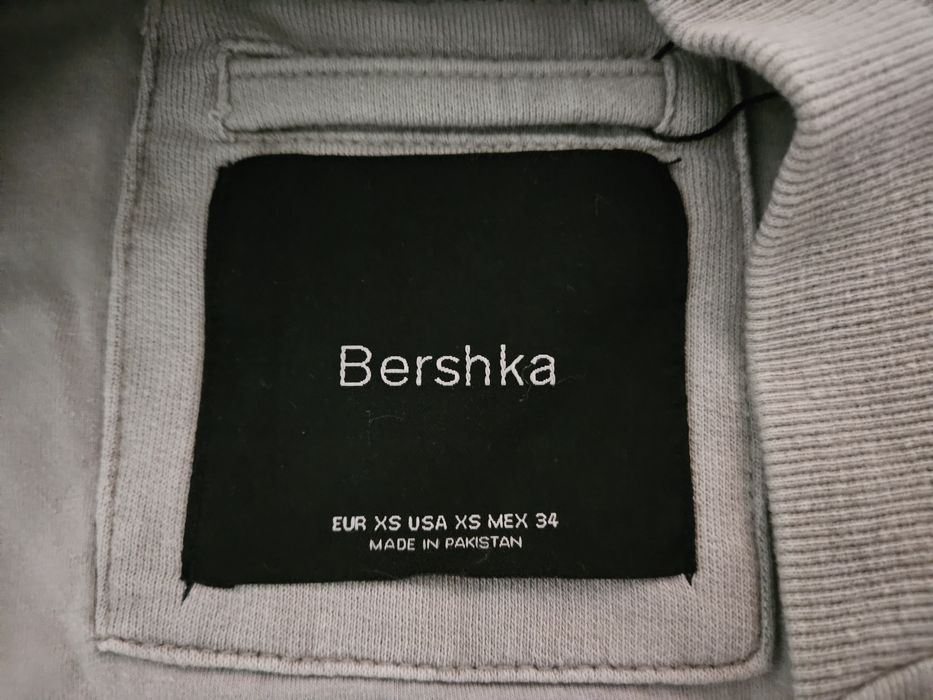 Bershka
EUR XS USA XS MEX 34
MADE IN PAKISTAN